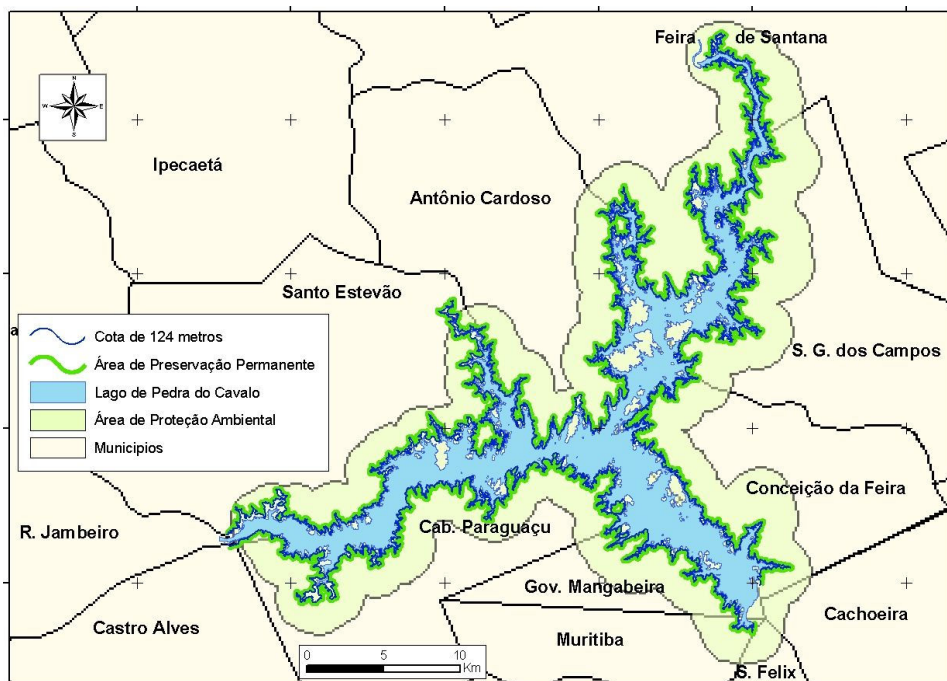 Feira de Santana
N
W E
S
Ipecaetá
Antônio Cardoso
Santo Estevão
Cota de 124 metros
Área de Preservação Permanente
Lago de Pedra do Cavalo
Área de Proteção Ambiental
Municipios
S. G. dos Campos
Conceição da Feira
R. Jambeiro
Cab. Paraguaçu
Gov. Mangabeira
Castro Alves
Muritiba
Cachoeira
S. Felix
0 5 10
Km